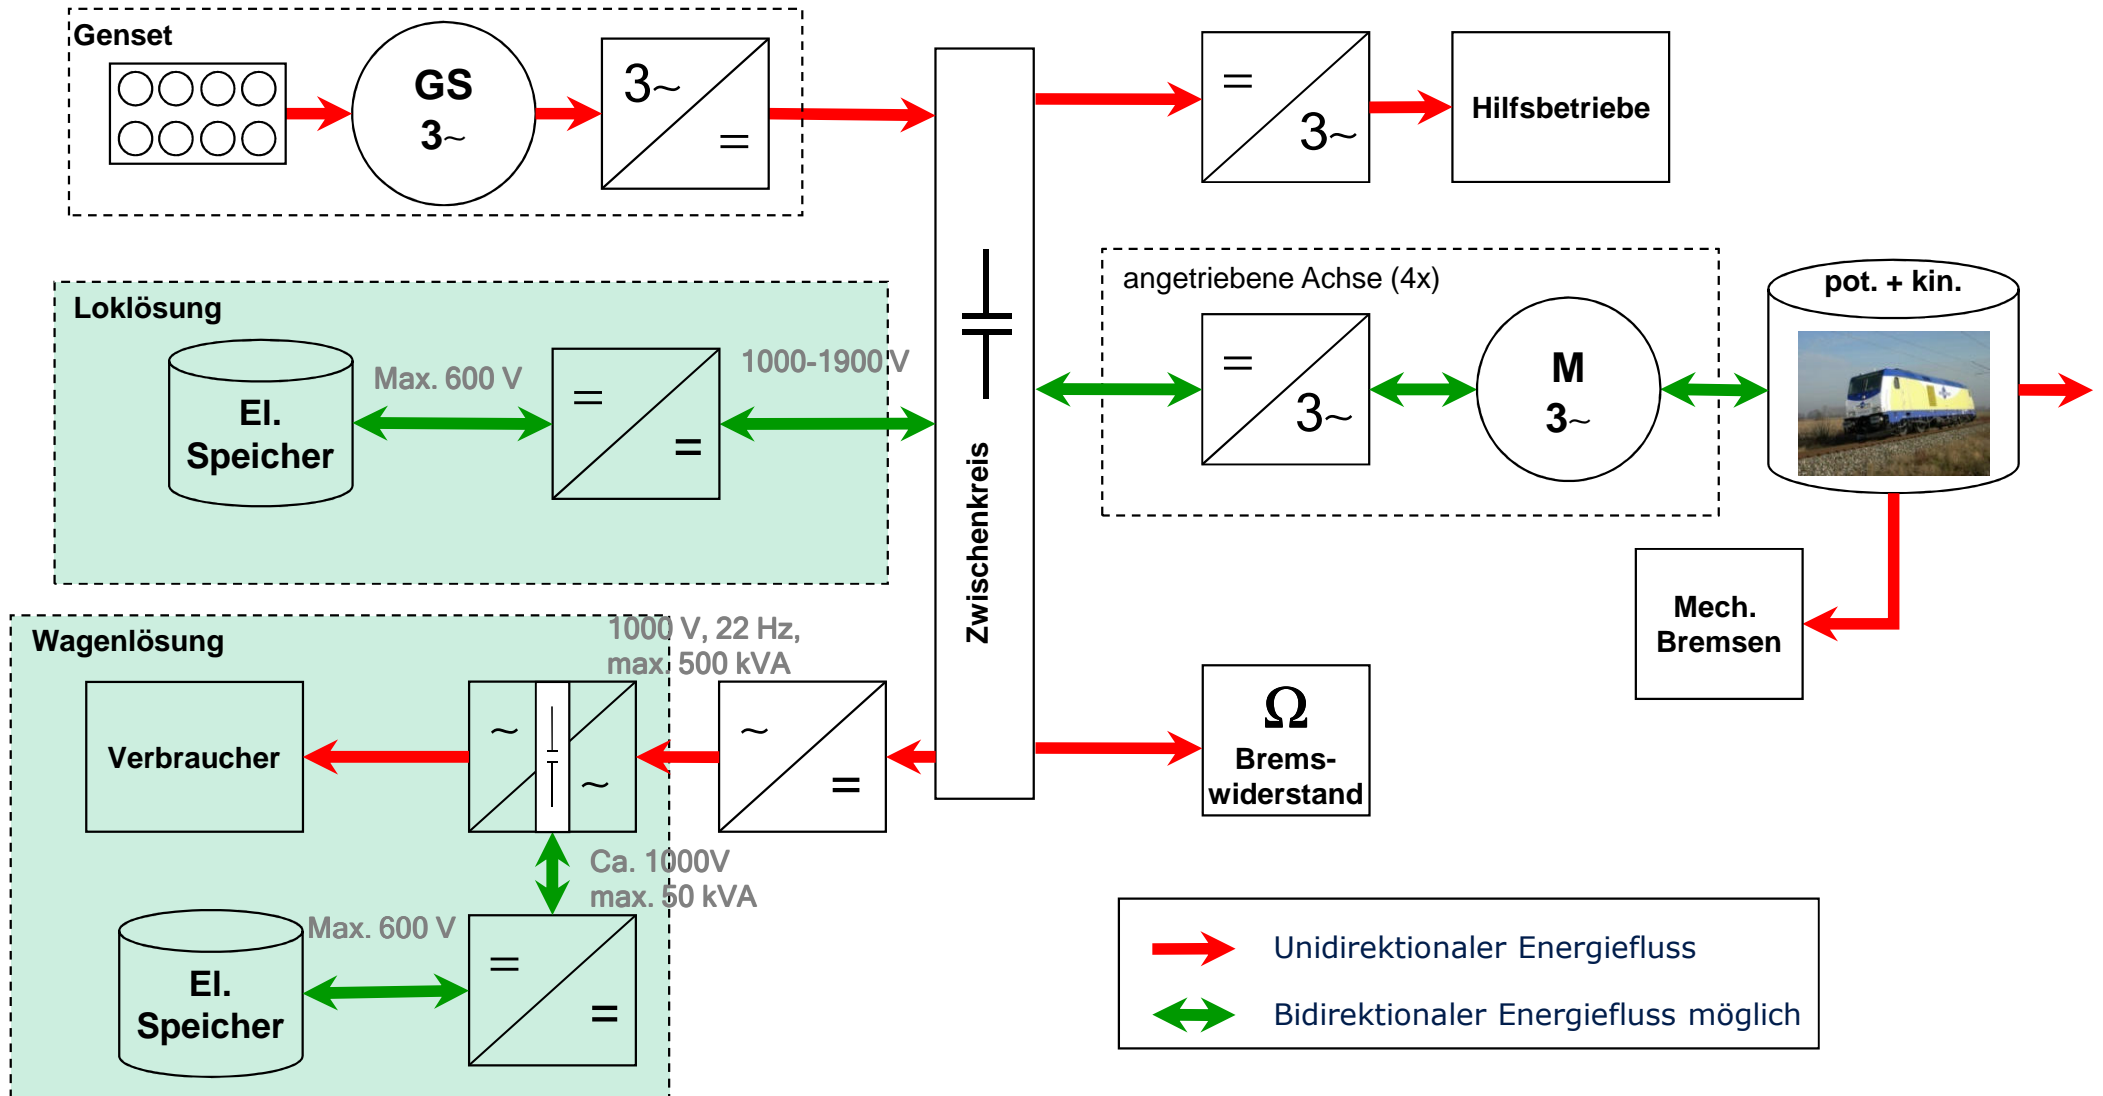 Genset
GS
3~
3~
=
=
3~
Hilfsbetriebe
Loklösung
El.
Speicher
Max. 600 V
=
=
1000-1900 V
Zwischenkreis
angetriebene Achse (4x)
=
3~
M
3~
pot. + kin.
Mech.
Bremsen
Wagenlösung
1000 V, 22 Hz,
max. 500 kVA
Verbraucher
~
~
~
=
Ω
Brems-
widerstand
Ca. 1000V
max. 50 kVA
El.
Speicher
Max. 600 V
=
=
Unidirektionaler Energiefluss
Bidirektionaler Energiefluss möglich